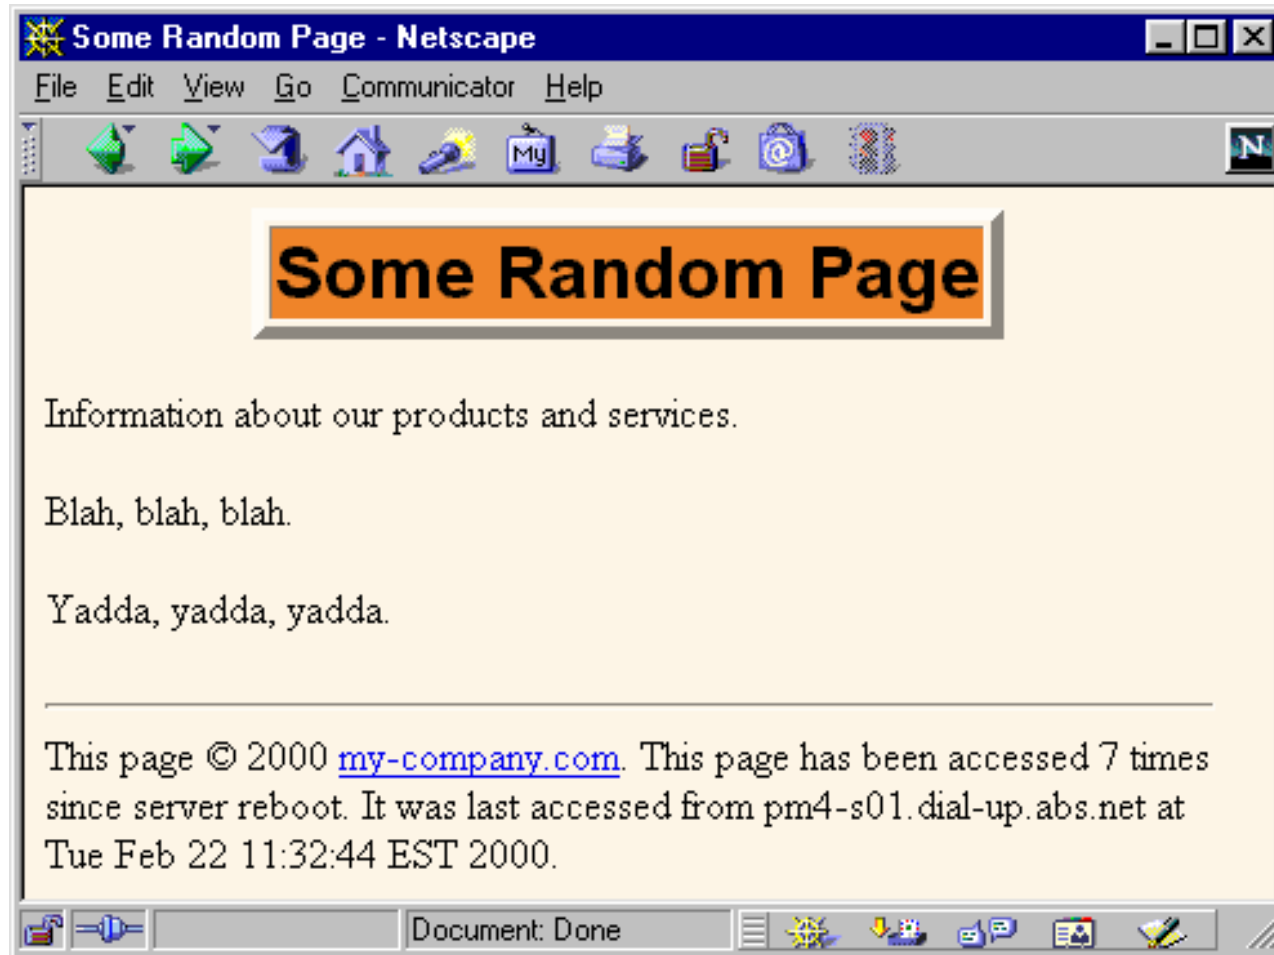 Some Random Page - Netscape
File Edit View Go Communicator Help
My
@
N
Some Random Page
Information about our products and services.
Blah, blah, blah.
Yadda, yadda, yadda.
This page © 2000 my-company.com. This page has been accessed 7 times
since server reboot. It was last accessed from pm4-s01.dial-up.abs.net at
Tue Feb 22 11:32:44 EST 2000.
Document: Done